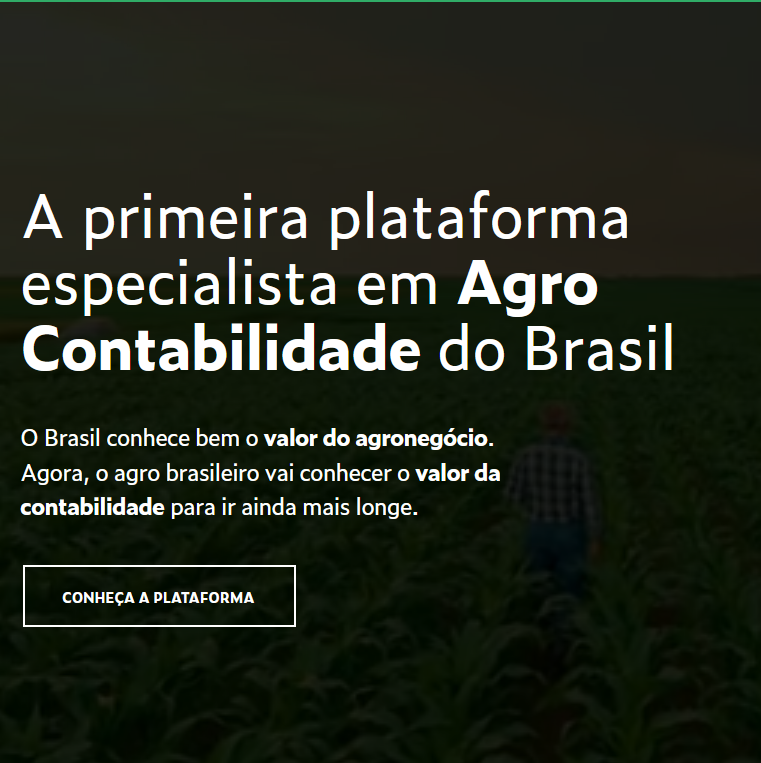 A primeira plataforma
especialista em Agro
Contabilidade do Brasil
O Brasil conhece bem o valor do agronegócio.
Agora, o agro brasileiro vai conhecer o valor da
contabilidade para ir ainda mais longe.
CONHEÇA A PLATAFORMA